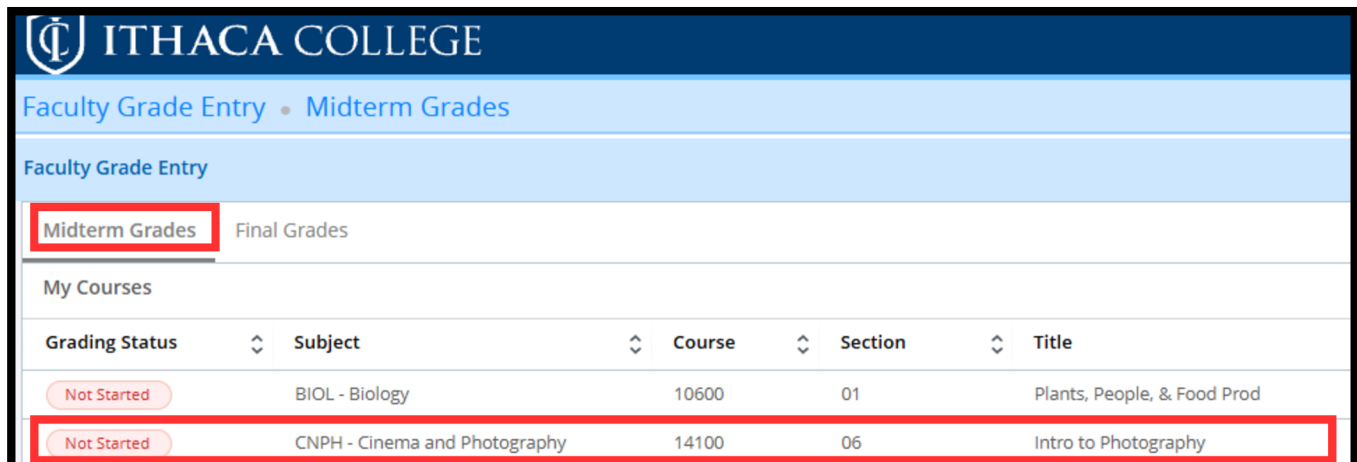 ITHACA COLLEGE
Faculty Grade Entry • Midterm Grades
Faculty Grade Entry
Midterm Grades Final Grades
My Courses
Grading Status Subject Course Section Title
Not Started BIOL - Biology 10600 01 Plants, People, & Food Prod
Not Started CNPH - Cinema and Photography 14100 06 Intro to Photography